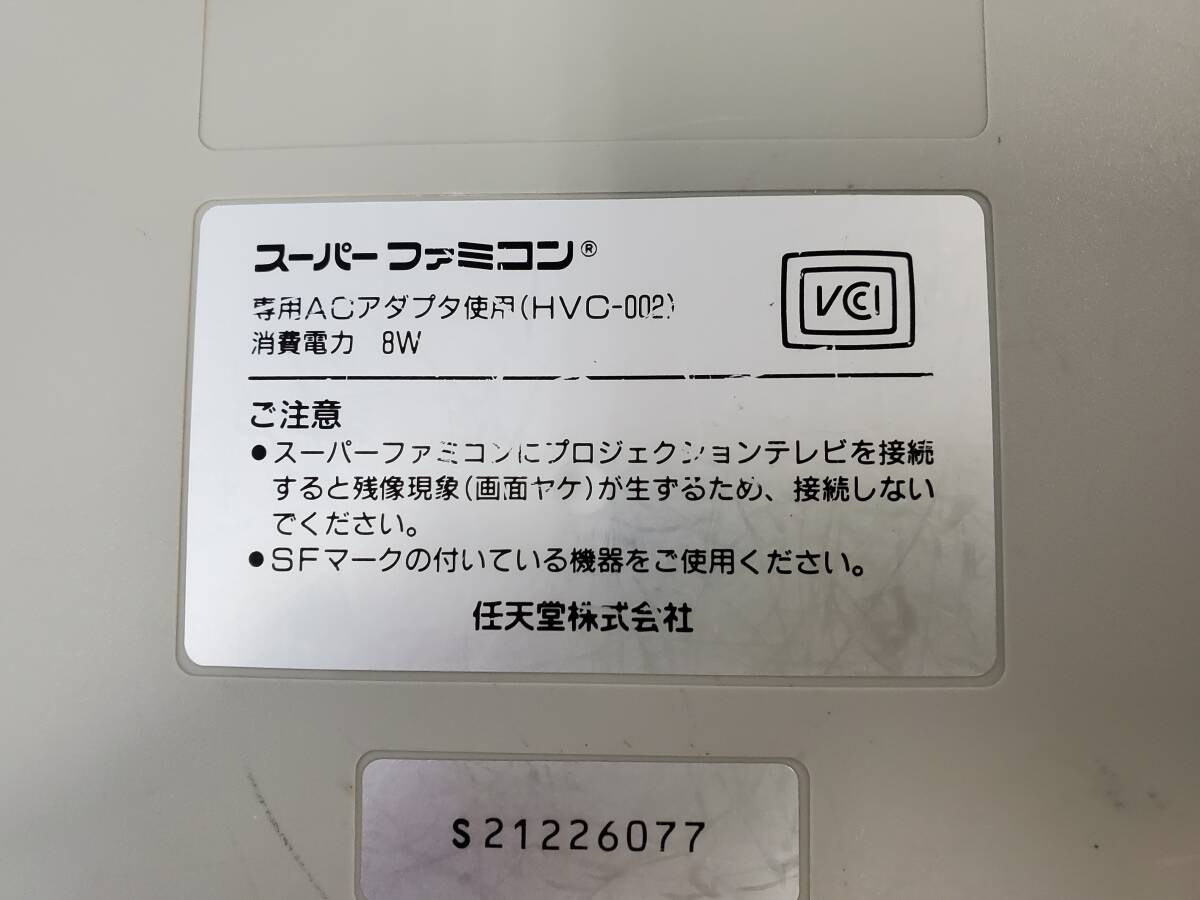 スーパーファミコン®
専用ACアダプタ使用(HVC-002)
消費電力 8W
VCCI
ご注意
●スーパーファミコンにプロジェクションテレビを接続
すると残像現象(画面ヤケ)が生ずるため、接続しない
でください。
●SFマークの付いている機器をご使用ください。
任天堂株式会社
S21226077